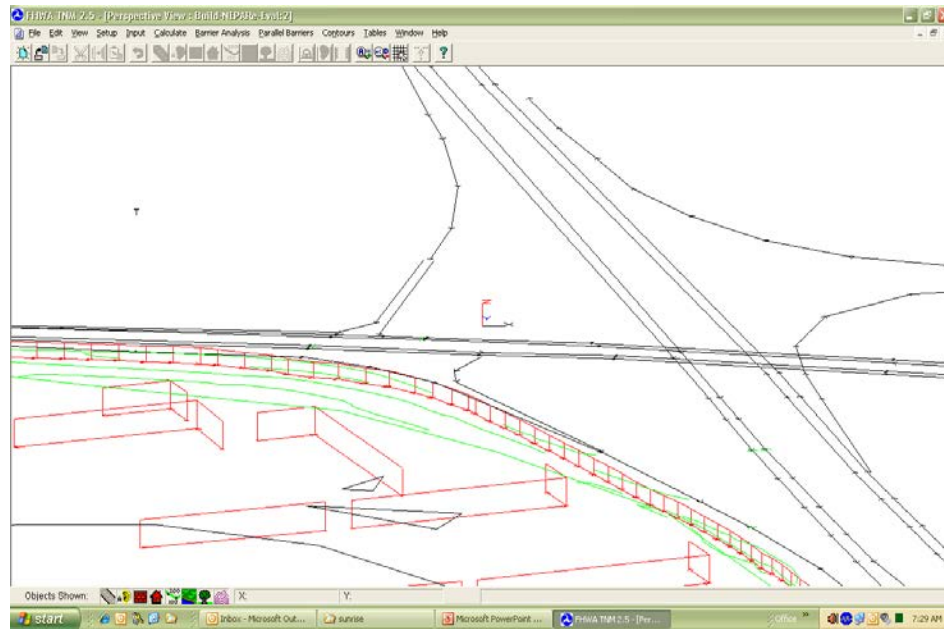 FHWA TNM 2.5 - [Perspective View : Build-NEPARe-Eval:2]
File Edit View Setup Input Calculate Barrier Analysis Parallel Barriers Contours Tables Window Help
Objects Shown: X: Y:
start Inbox - Microsoft Out... sunrise Microsoft PowerPoint ... FHWA TNM 2.5 - [Per... Office 7:29 AM